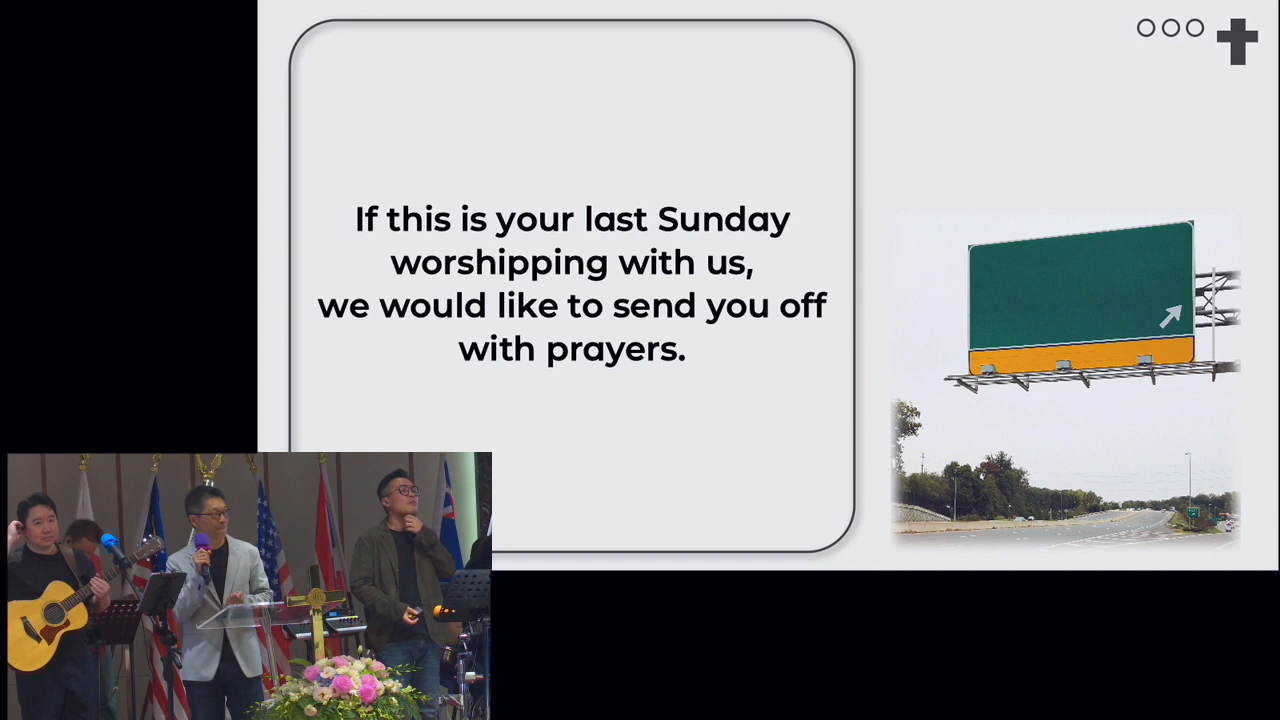 If this is your last Sunday
worshipping with us,
we would like to send you off
with prayers.